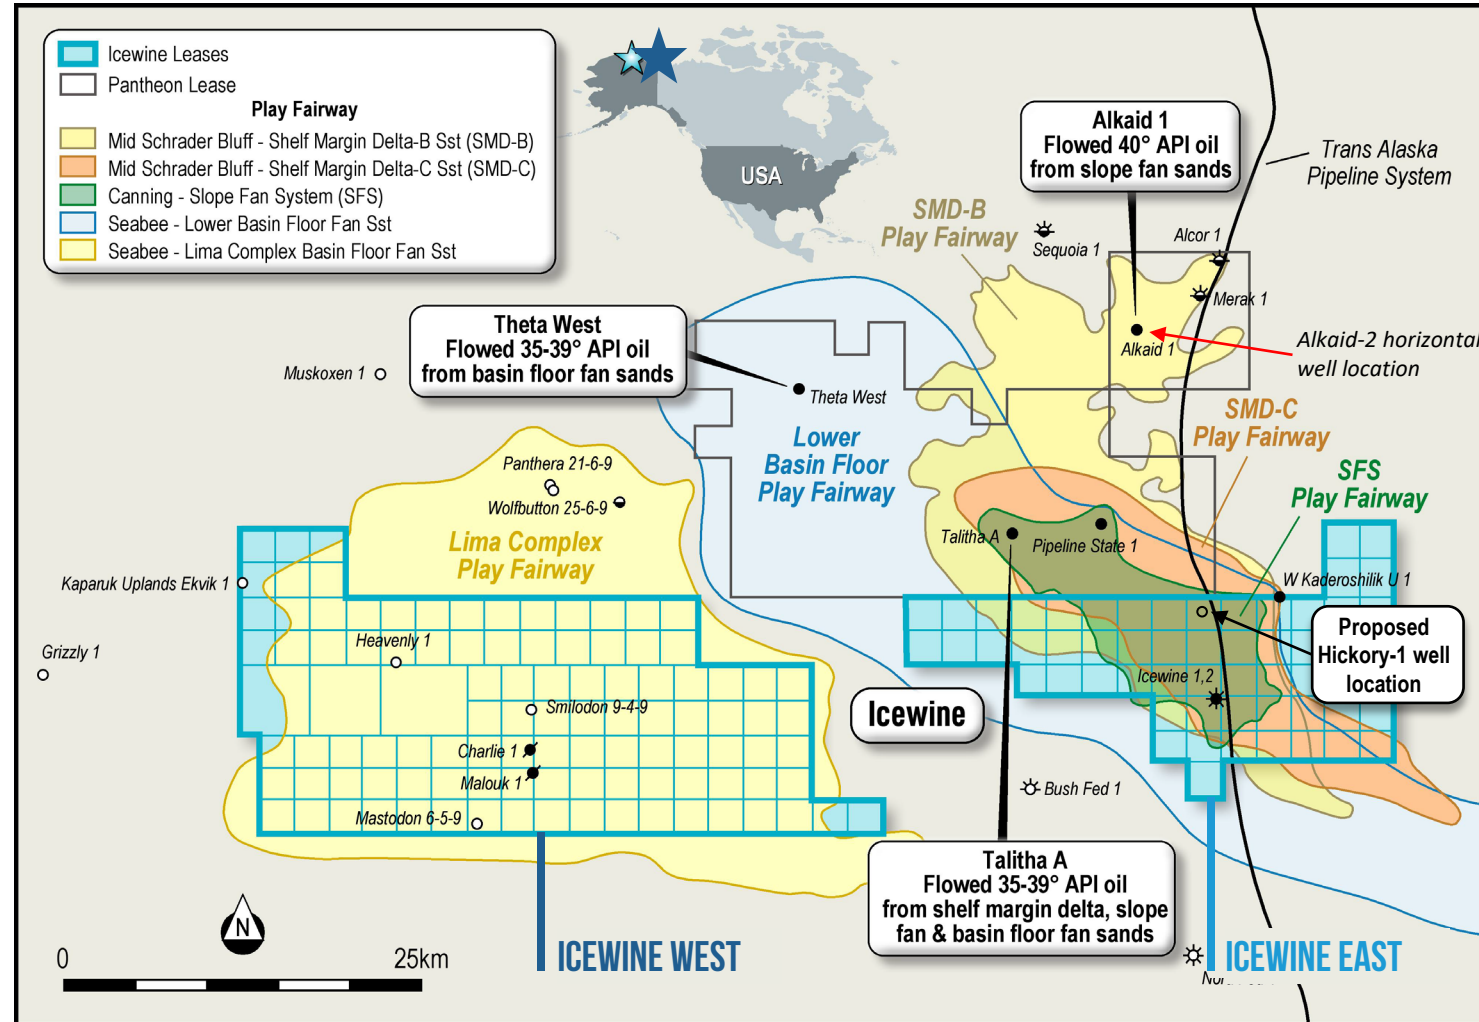 Icewine Leases
Pantheon Lease
Play Fairway
Mid Schrader Bluff - Shelf Margin Delta-B Sst (SMD-B)
Mid Schrader Bluff - Shelf Margin Delta-C Sst (SMD-C)
Canning - Slope Fan System (SFS)
Seabee - Lower Basin Floor Fan Sst
Seabee - Lima Complex Basin Floor Fan Sst
USA
Alkaid 1
Flowed 40° API oil
from slope fan sands
Trans Alaska
Pipeline System
SMD-B
Play Fairway
Sequoia 1
Alcor 1
Merak 1
Alkaid 1
Alkaid-2 horizontal
well location
Theta West
Flowed 35-39° API oil
from basin floor fan sands
Muskoxen 1
Theta West
Lower
Basin Floor
Play Fairway
SMD-C
Play Fairway
SFS
Play Fairway
Panthera 21-6-9
Wolfbutton 25-6-9
Lima Complex
Play Fairway
Talitha A
Pipeline State 1
Kaparuk Uplands Ekvik 1
W Kaderoshilik U 1
Grizzly 1
Heavenly 1
Proposed
Hickory-1 well
location
Icewine 1,2
Smilodon 9-4-9
Icewine
Charlie 1
Malouk 1
Bush Fed 1
Mastodon 6-5-9
Talitha A
Flowed 35-39° API oil
from shelf margin delta, slope
fan & basin floor fan sands
N
0
25km
ICEWINE WEST
ICEWINE EAST